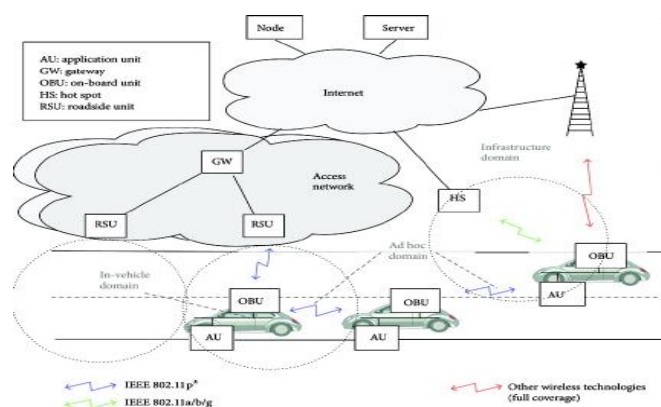 Node
Server
AU: application unit
GW: gateway
OBU: on-board unit
HS: hot spot
RSU: roadside unit
Internet
Infrastructure
domain
GW
Access
network
HS
RSU
RSU
Ad hoc
domain
OBU
In-vehicle
domain
OBU
OBU
AU
AU
AU
IEEE 802.11p*
IEEE 802.11a/b/g
Other wireless technologies
(full coverage)